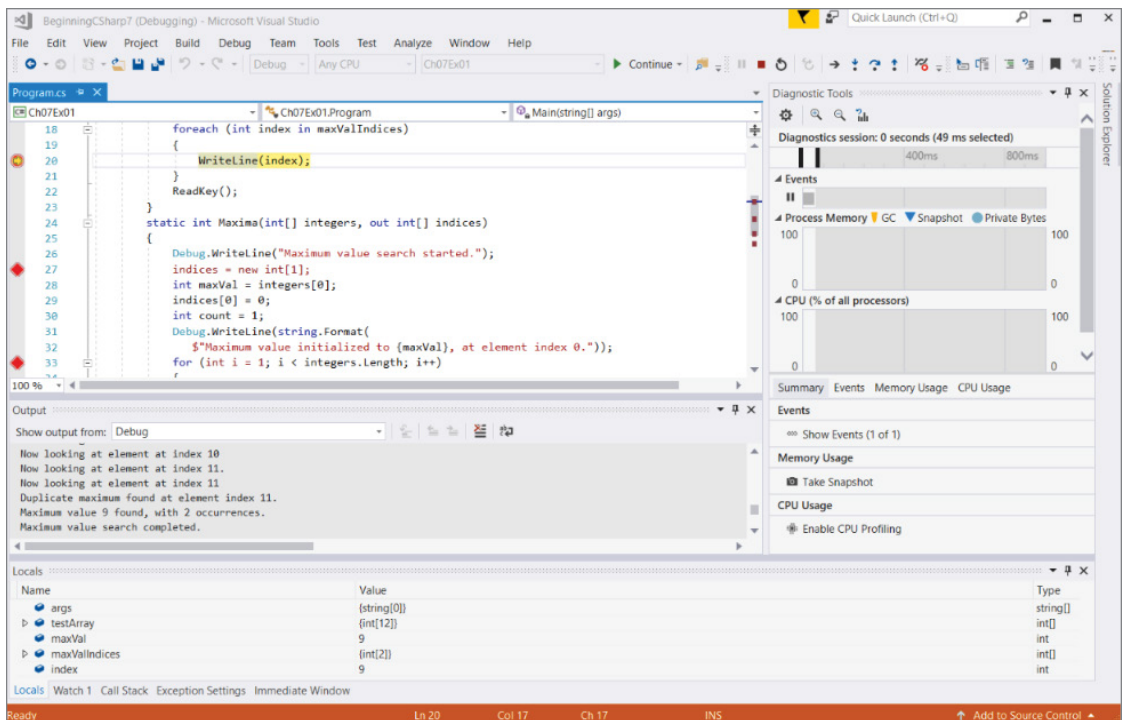 BeginningCSharp7 (Debugging) - Microsoft Visual Studio
Quick Launch (Ctrl+Q)
File Edit View Project Build Debug Team Tools Test Analyze Window Help
Debug Any CPU Ch07Ex01 Continue
Program.cs
Ch07Ex01 Ch07Ex01.Program Main(string[] args)
18 foreach (int index in maxValIndices)
19 {
20 WriteLine(index);
21 }
22 ReadKey();
23 }
24 static int Maxima(int[] integers, out int[] indices)
25 {
26 Debug.WriteLine("Maximum value search started.");
27 indices = new int[1];
28 int maxVal = integers[0];
29 indices[0] = 0;
30 int count = 1;
31 Debug.WriteLine(string.Format(
32 $"Maximum value initialized to {maxVal}, at element index 0."));
33 for (int i = 1; i < integers.Length; i++)
100 %
Output
Show output from: Debug
Now looking at element at index 10
Now looking at element at index 11.
Now looking at element at index 11
Duplicate maximum found at element index 11.
Maximum value 9 found, with 2 occurrences.
Maximum value search completed.
Diagnostic Tools
Diagnostics session: 0 seconds (49 ms selected)
400ms 800ms
Events
Process Memory GC Snapshot Private Bytes
100 100
0 0
CPU (% of all processors)
100 100
0 0
Summary Events Memory Usage CPU Usage
Events
Show Events (1 of 1)
Memory Usage
Take Snapshot
CPU Usage
Enable CPU Profiling
Solution Explorer
Locals
Name Value Type
args {string[0]} string[]
testArray {int[12]} int[]
maxVal 9 int
maxValIndices {int[2]} int[]
index 9 int
Locals Watch 1 Call Stack Exception Settings Immediate Window
Ready Ln 20 Col 17 Ch 17 INS Add to Source Control